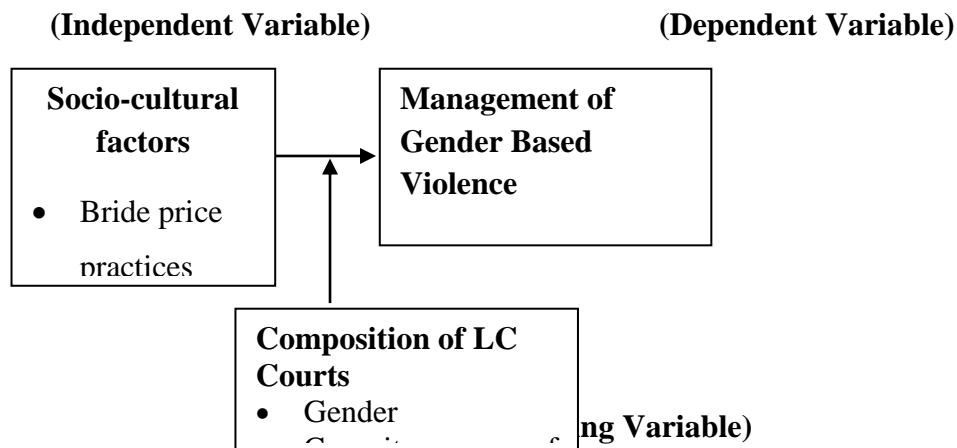 (Independent Variable) (Dependent Variable)
Socio-cultural
factors
• Bride price
practices
Management of
Gender Based
Violence
Composition of LC
Courts
• Gender
ng Variable)